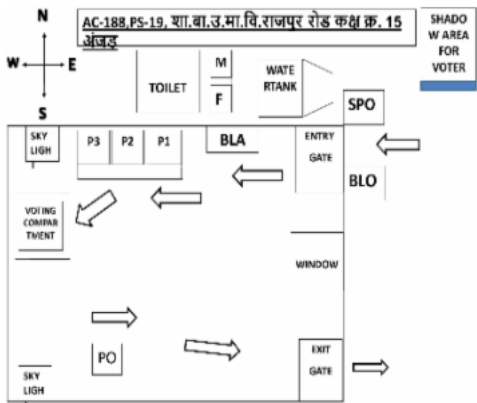 N
W
E
S
AC-188,PS-19, शा.बा.उ.मा.वि.राजपुर रोड कक्ष क्र. 15
अंजड़
SHADO
W AREA
FOR
VOTER
TOILET
M
F
WATE
RTANK
SPO
SKY
LIGH
P3
P2
P1
BLA
ENTRY
GATE
BLO
VOTING
COMPAR
TMENT
WINDOW
PO
EXIT
GATE
SKY
LIGH